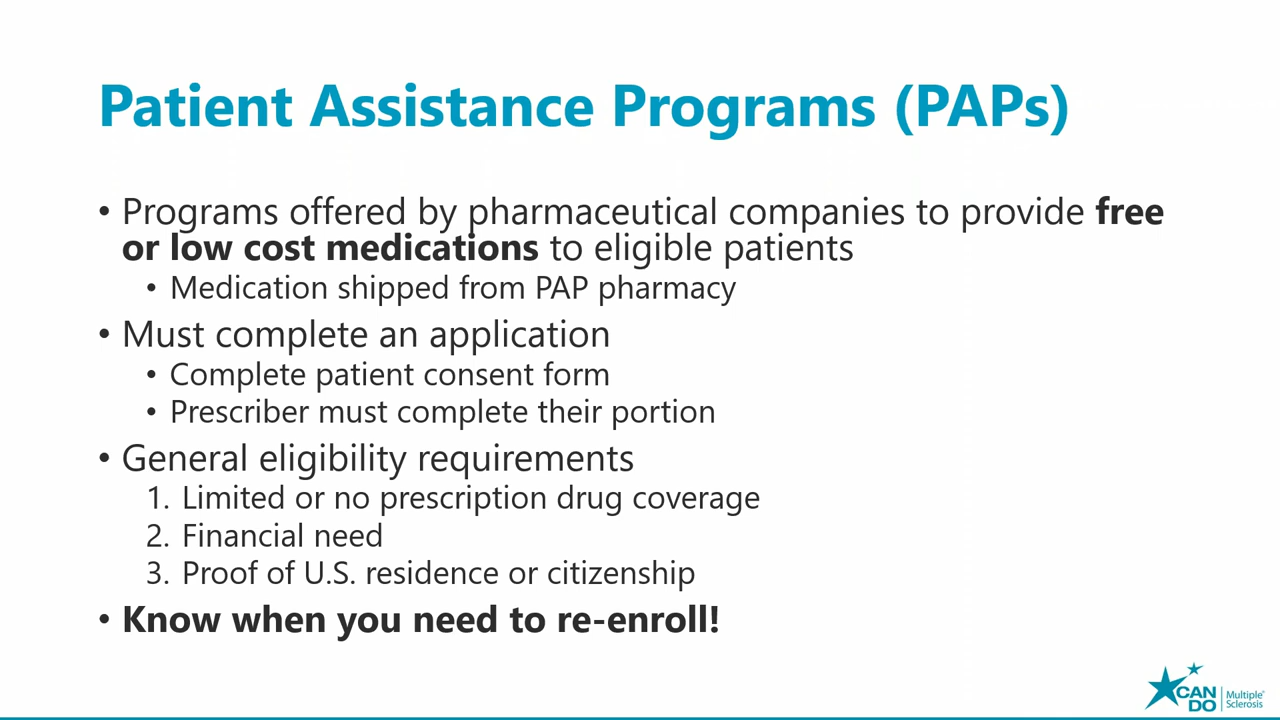 Patient Assistance Programs (PAPs)
• Programs offered by pharmaceutical companies to provide free
or low cost medications to eligible patients
• Medication shipped from PAP pharmacy
• Must complete an application
• Complete patient consent form
• Prescriber must complete their portion
• General eligibility requirements
1. Limited or no prescription drug coverage
2. Financial need
3. Proof of U.S. residence or citizenship
• Know when you need to re-enroll!
CAN
DO
Multiple®
Sclerosis